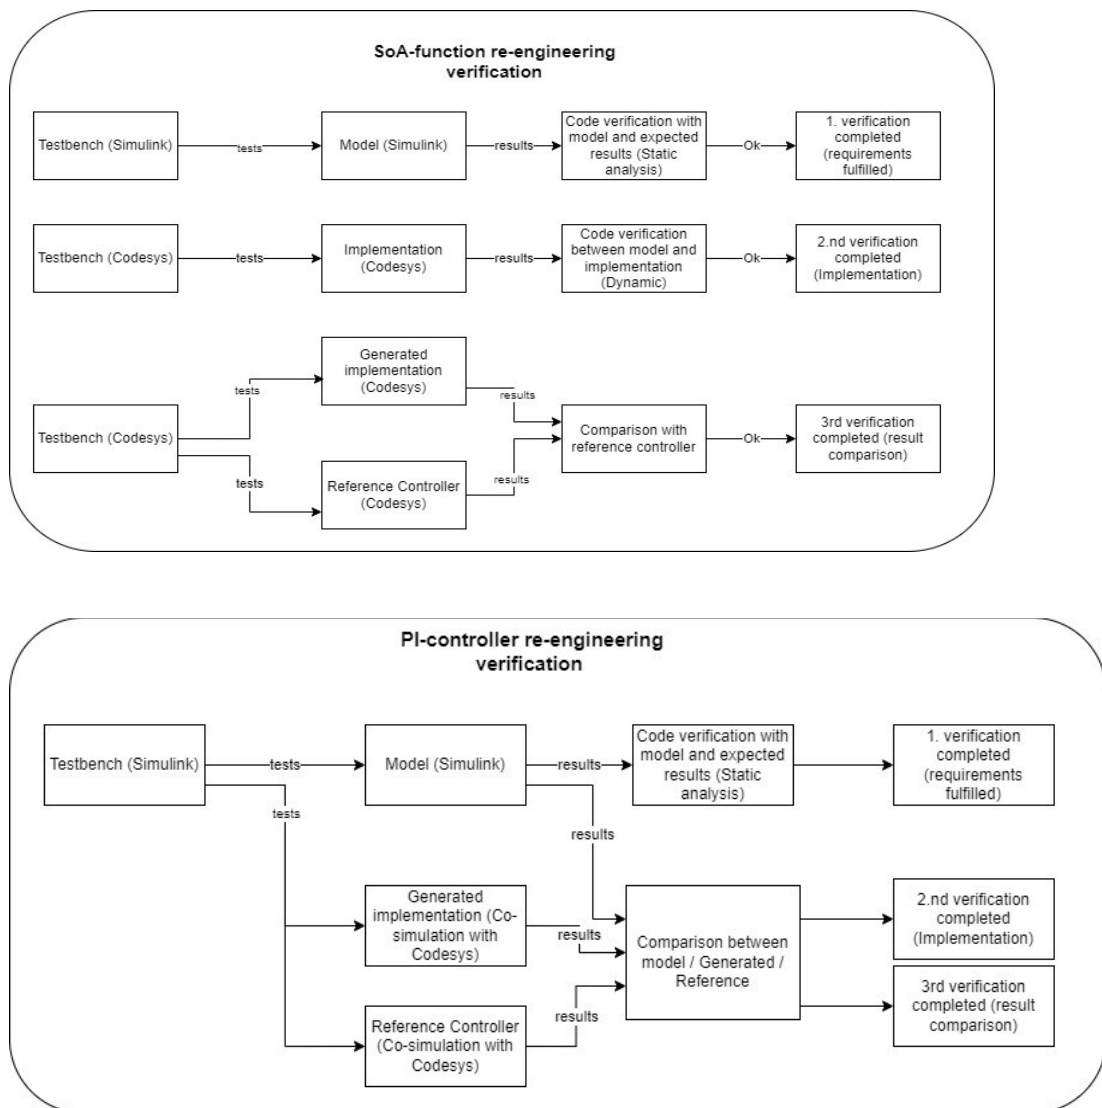 SoA-function re-engineering
verification
Testbench (Simulink)
tests
Model (Simulink)
results
Code verification with
model and expected
results (Static
analysis)
Ok
1. verification
completed
(requirements
fulfilled)
Testbench (Codesys)
tests
Implementation
(Codesys)
results
Code verification
between model and
implementation
(Dynamic)
Ok
2.nd verification
completed
(Implementation)
Testbench (Codesys)
tests
tests
Generated
implementation
(Codesys)
results
Reference Controller
(Codesys)
results
Comparison with
reference controller
Ok
3rd verification
completed (result
comparison)
PI-controller re-engineering
verification
Testbench (Simulink)
tests
tests
Model (Simulink)
results
results
Code verification with
model and expected
results (Static
analysis)
1. verification
completed
(requirements
fulfilled)
Generated
implementation (Co-
simulation with
Codesys)
results
Reference Controller
(Co-simulation with
Codesys)
results
Comparison between
model / Generated /
Reference
2.nd verification
completed
(Implementation)
3rd verification
completed (result
comparison)